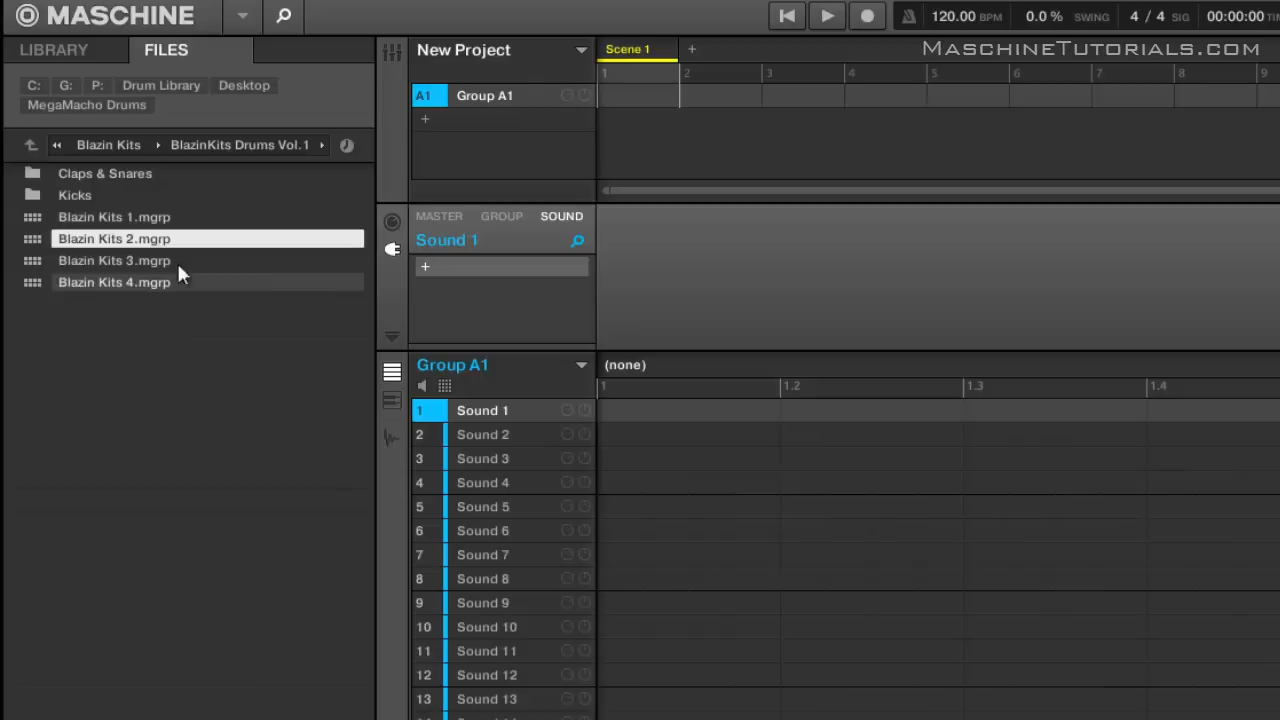 MASCHINE
120.00 BPM 0.0 % SWING 4 / 4 SIG 00:00:00
LIBRARY FILES
C: G: P: Drum Library Desktop
MegaMacho Drums
Blazin Kits BlazinKits Drums Vol.1
Claps & Snares
Kicks
Blazin Kits 1.mgrp
Blazin Kits 2.mgrp
Blazin Kits 3.mgrp
Blazin Kits 4.mgrp
New Project
Scene 1 +
MASCHINETUTORIALS.COM
1 2 3 4 5 6 7 8 9
A1 Group A1
+
MASTER GROUP SOUND
Sound 1
+
Group A1
(none)
1 1.2 1.3 1.4
1 Sound 1
2 Sound 2
3 Sound 3
4 Sound 4
5 Sound 5
6 Sound 6
7 Sound 7
8 Sound 8
9 Sound 9
10 Sound 10
11 Sound 11
12 Sound 12
13 Sound 13